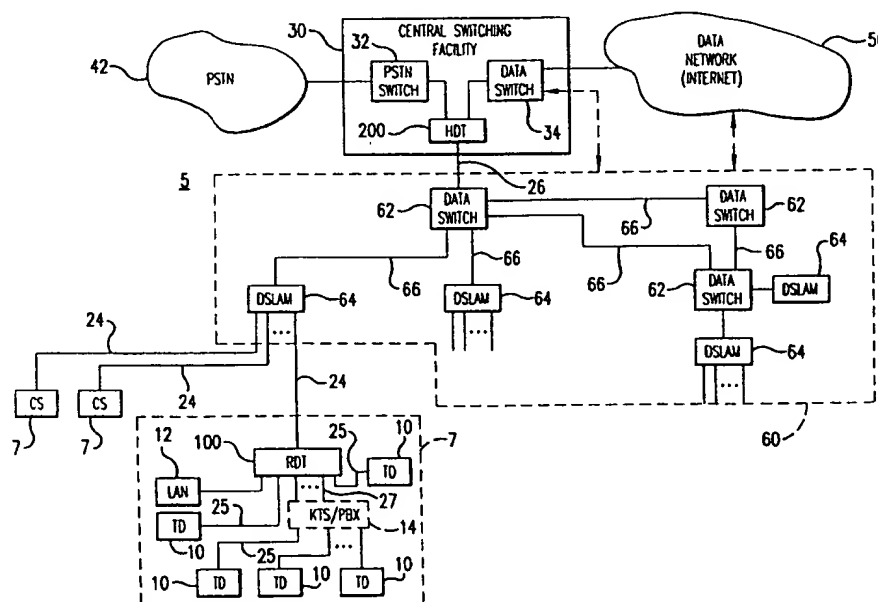 30
CENTRAL SWITCHING
FACILITY
32
PSTN
SWITCH
DATA
SWITCH
34
200
HDT
42
PSTN
DATA
NETWORK
(INTERNET)
5
26
62
DATA
SWITCH
66
DATA
SWITCH
62
66
66
66
66
64
62
DATA
SWITCH
DSLAM
DSLAM
64
DSLAM
64
DSLAM
64
24
24
24
CS
CS
7
7
60
12
100
RDT
25
10
TD
7
LAN
27
25
TD
10
KTS/PBX
14
25
10
TD
TD
10
TD
10